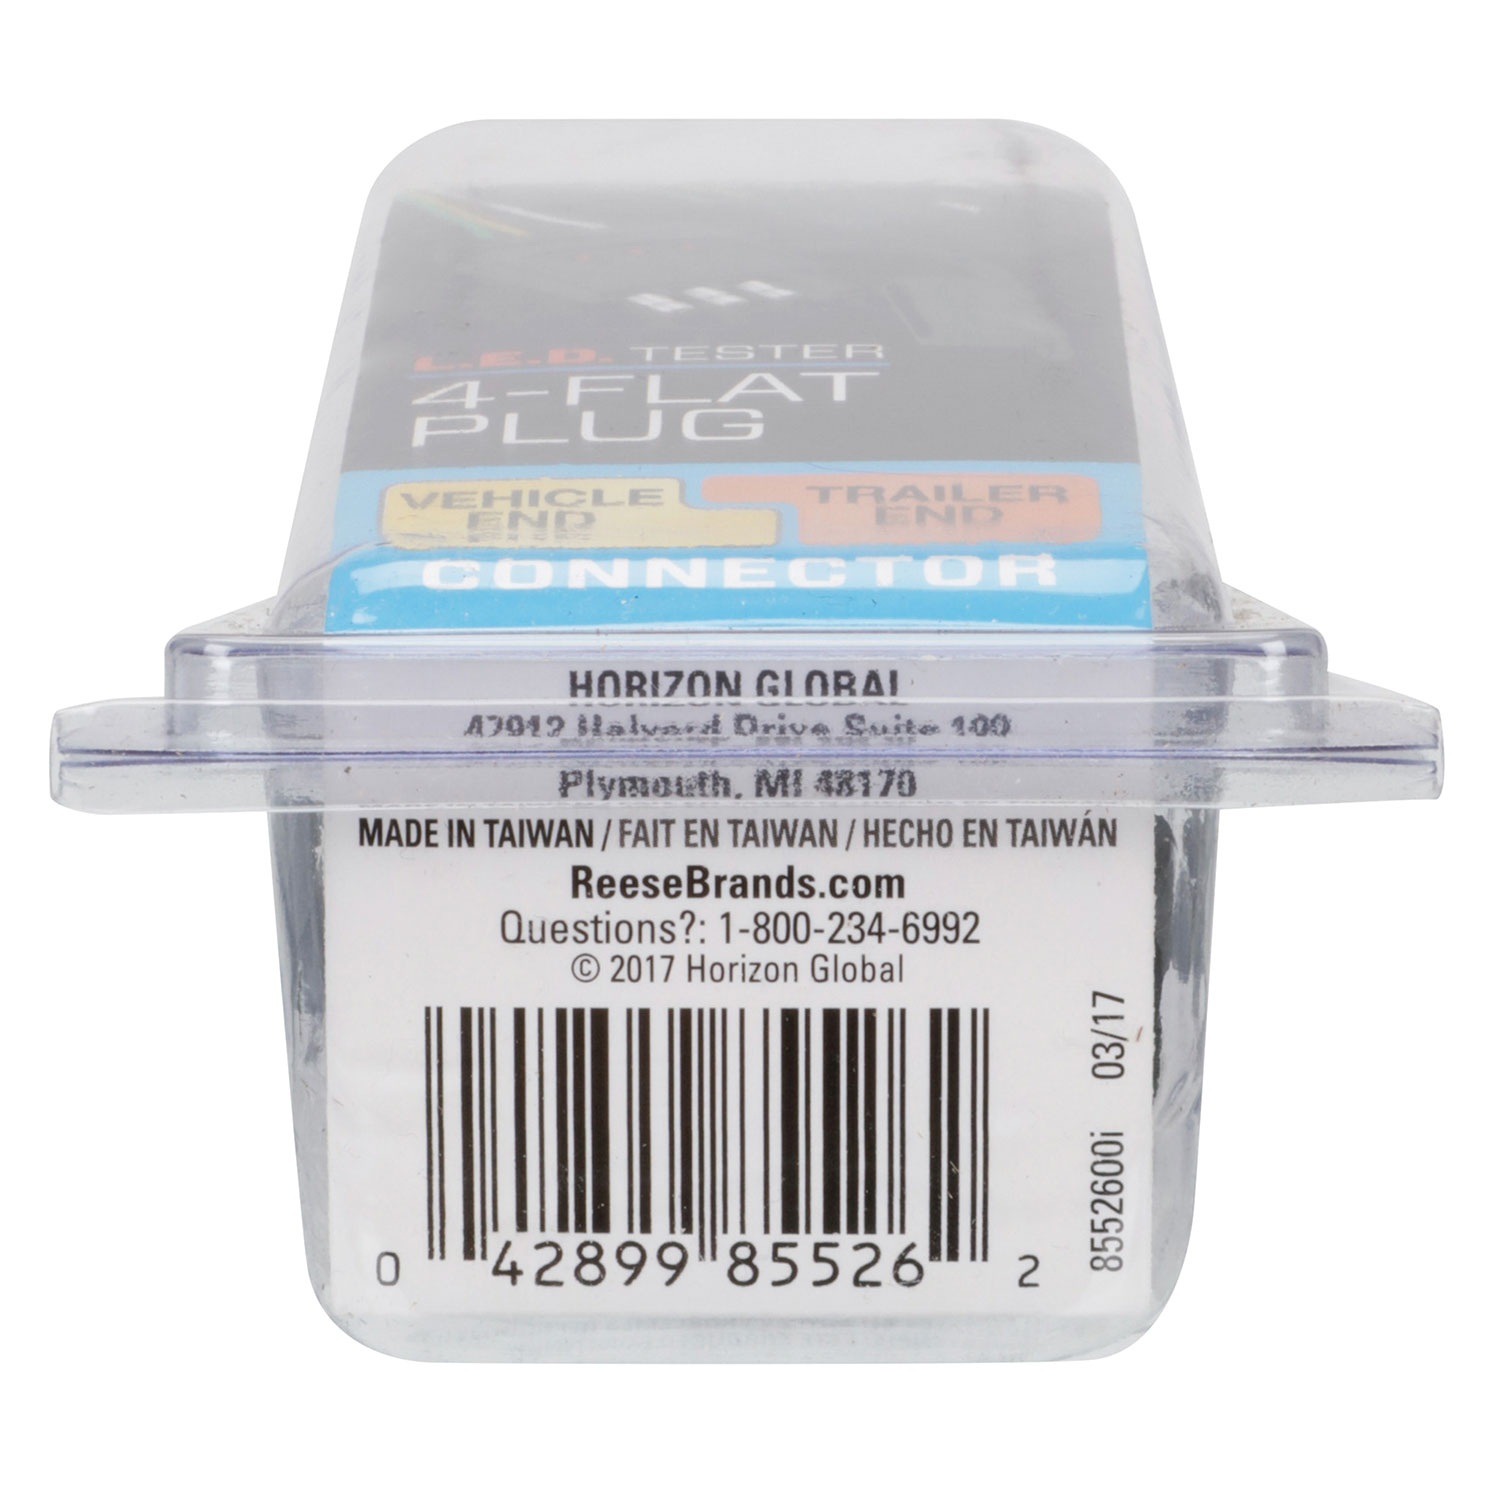 L.E.D. TESTER
4-FLAT
PLUG
VEHICLE
END
TRAILER
END
CONNECTOR
HORIZON GLOBAL
47912 Halyard Drive Suite 100
Plymouth, MI 48170
MADE IN TAIWAN / FAIT EN TAIWAN / HECHO EN TAIWÁN
ReeseBrands.com
Questions?: 1-800-234-6992
© 2017 Horizon Global
0 42899 85526 2
8552600i 03/17